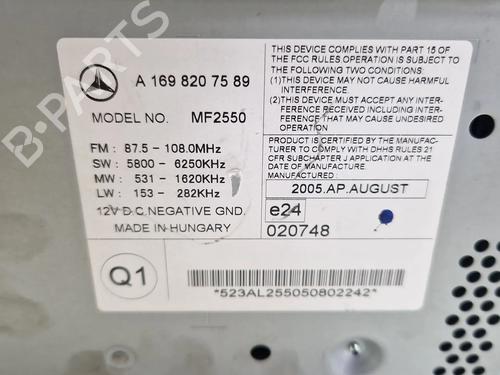 A 169 820 75 89
MODEL NO. MF2550
FM : 87.5 - 108.0MHz
SW : 5800 - 6250KHz
MW : 531 - 1620KHz
LW : 153 - 282KHz
12V D.C.NEGATIVE GND.
MADE IN HUNGARY
THIS DEVICE COMPLIES WITH PART 15 OF
THE FCC RULES OPERATION IS SUBJECT TO
THE FOLLOWING TWO CONDITIONS.
(1) THIS DEVICE MAY NOT CAUSE HARMFUL
INTERFERENCE.
(2) THIS DEVICE MUST ACCEPT ANY INTER-
FERENCE RECEIVED INCLUDING INTER-
FERENCE THAT MAY CAUSE UNDESIRED
OPERATION
PRODUCT IS CERTIFIED BY THE MANUFAC-
TURER TO COMPLY WITH DHHS RULES 21
CFR SUBCHAPTER J APPLICATION AT THE
DATE OF MANUFACTURE.
MANUFACTURED :
2005.AP.AUGUST
e24
020748
Q1
*523AL255050802242*
B-PARTS